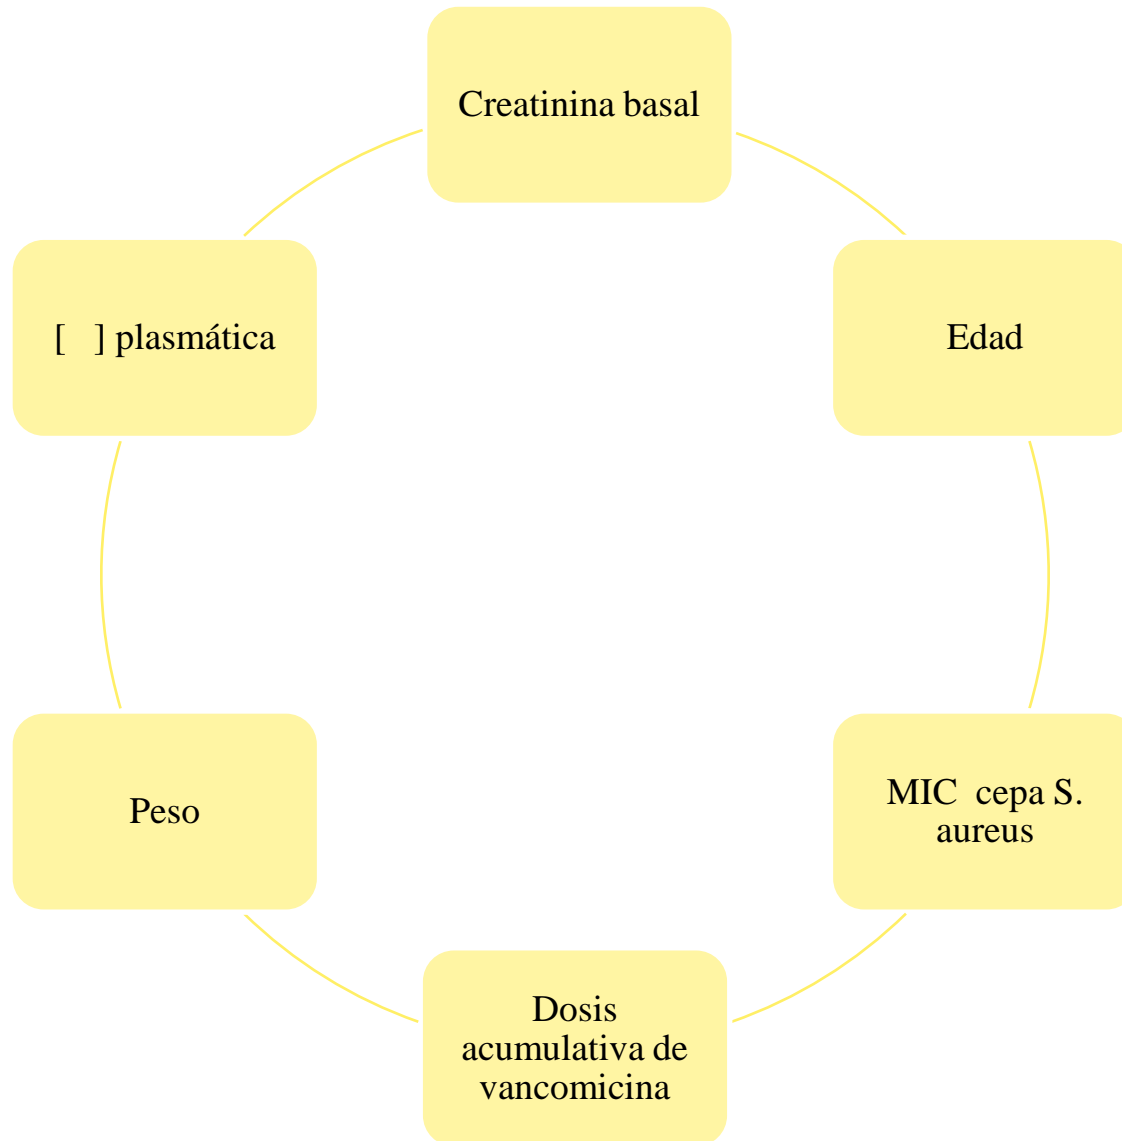 Creatinina basal
[   ] plasmática
Edad
Peso
MIC  cepa S.
aureus
Dosis
acumulativa de
vancomicina